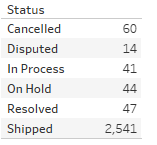 Status
Cancelled 60
Disputed 14
In Process 41
On Hold 44
Resolved 47
Shipped 2,541